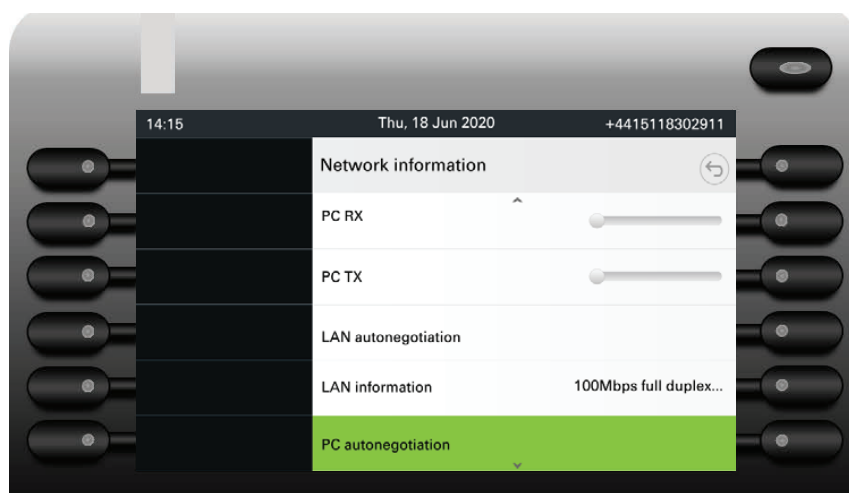 14:15 Thu, 18 Jun 2020 +4415118302911
Network information
PC RX
PC TX
LAN autonegotiation
LAN information 100Mbps full duplex...
PC autonegotiation